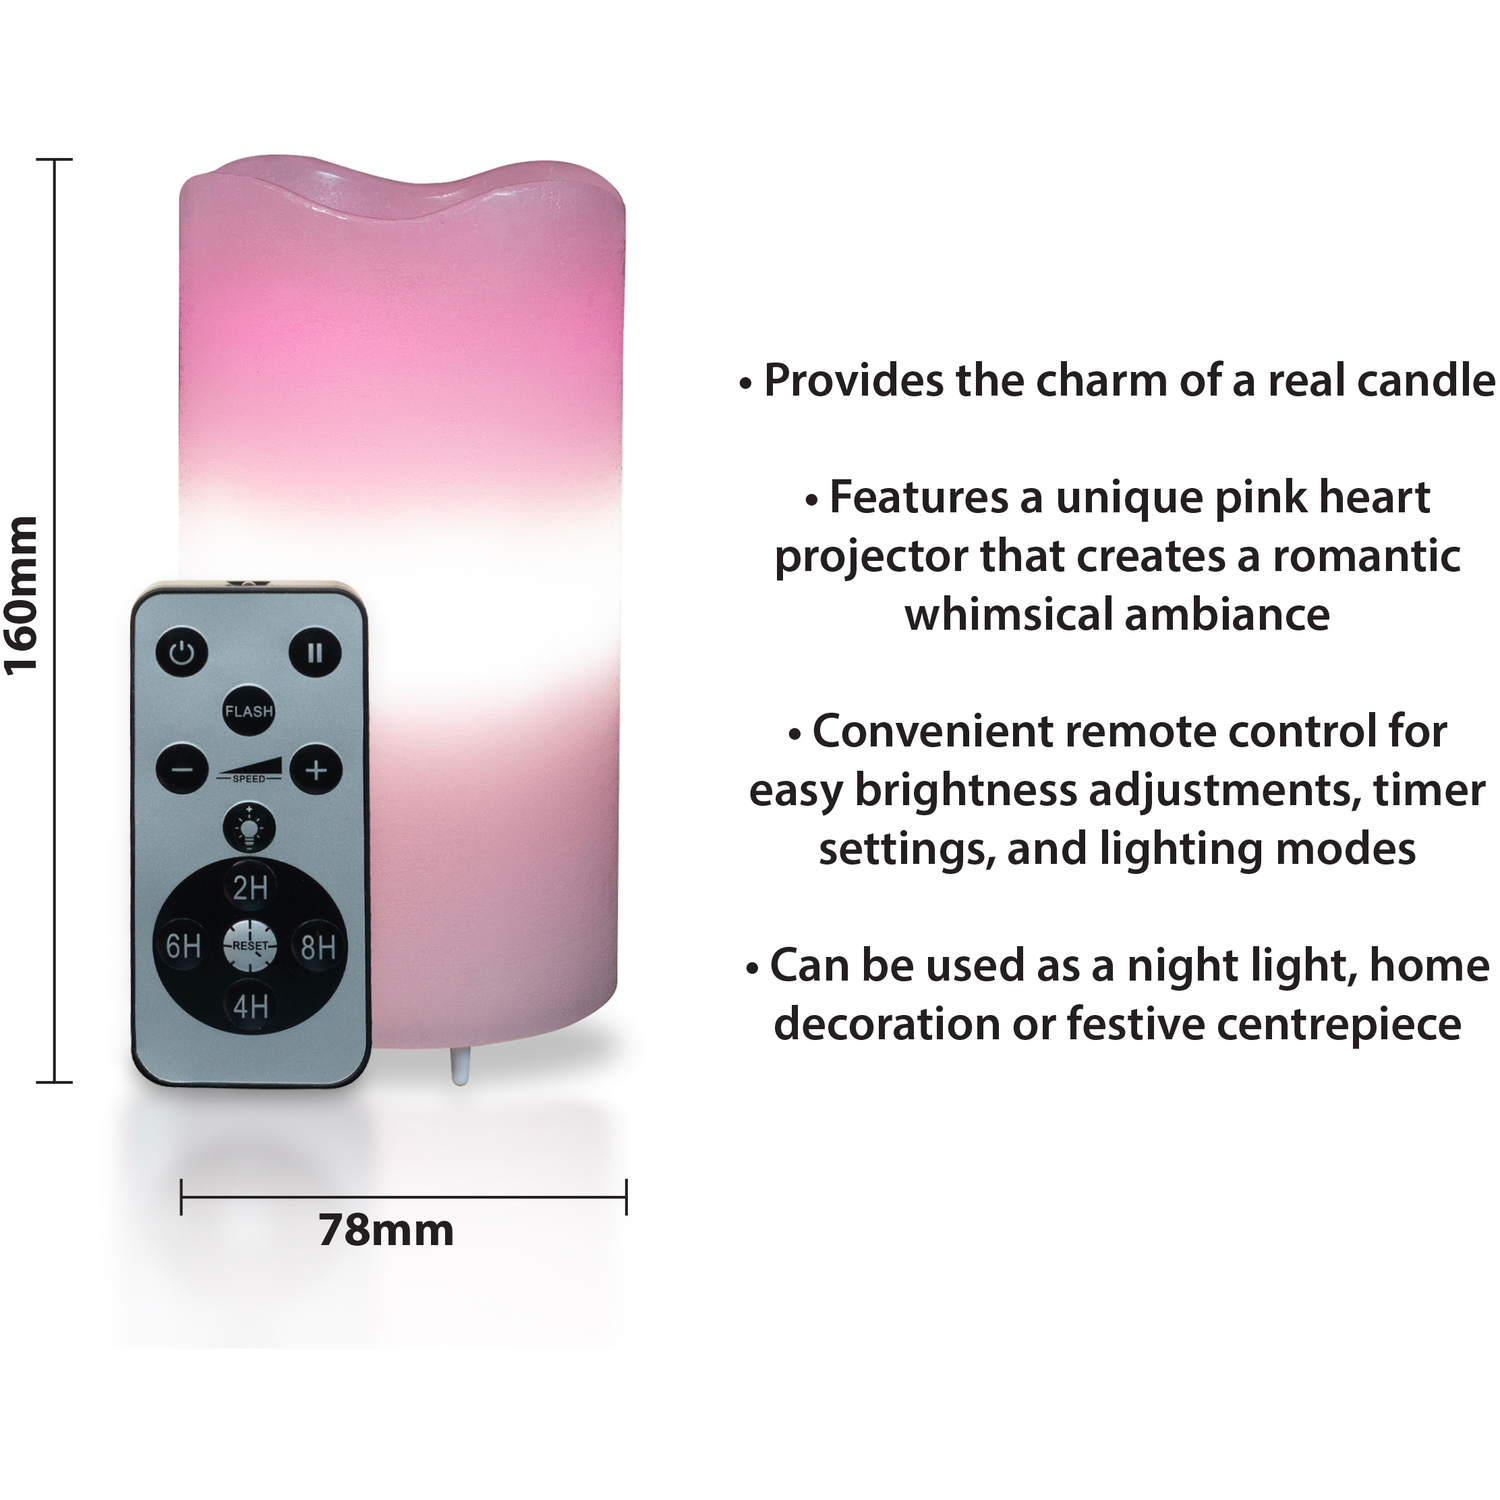 160mm
FLASH
SPEED
2H
6H
RESET
8H
4H
78mm
• Provides the charm of a real candle
• Features a unique pink heart
projector that creates a romantic
whimsical ambiance
• Convenient remote control for
easy brightness adjustments, timer
settings, and lighting modes
• Can be used as a night light, home
decoration or festive centrepiece